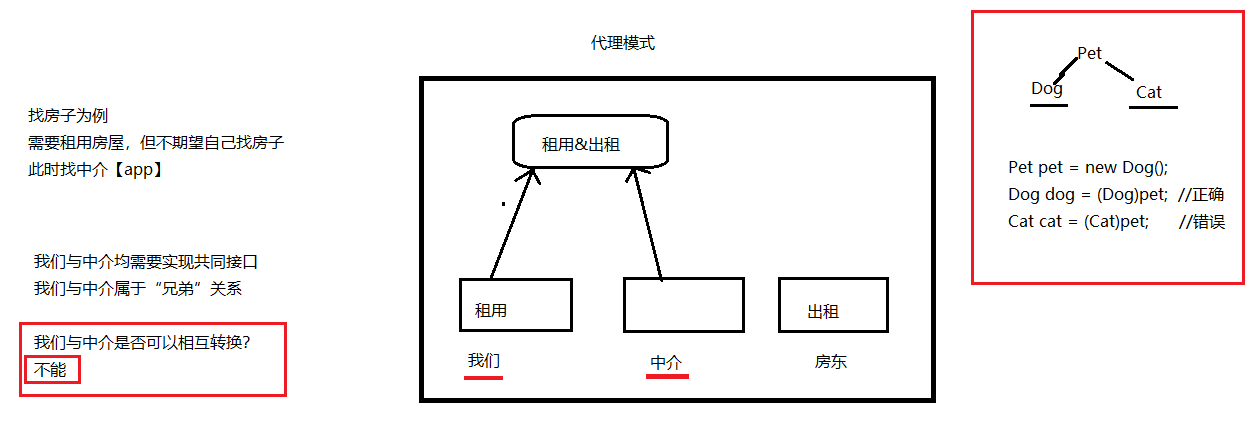 代理模式
找房子为例
需要租用房屋，但不期望自己找房子
此时找中介【app】
我们与中介均需要实现共同接口
我们与中介属于“兄弟”关系
我们与中介是否可以相互转换?
不能
租用&出租
租用
出租
我们
中介
房东
Pet
Dog
Cat
Pet pet = new Dog();
Dog dog = (Dog)pet; //正确
Cat cat = (Cat)pet; //错误